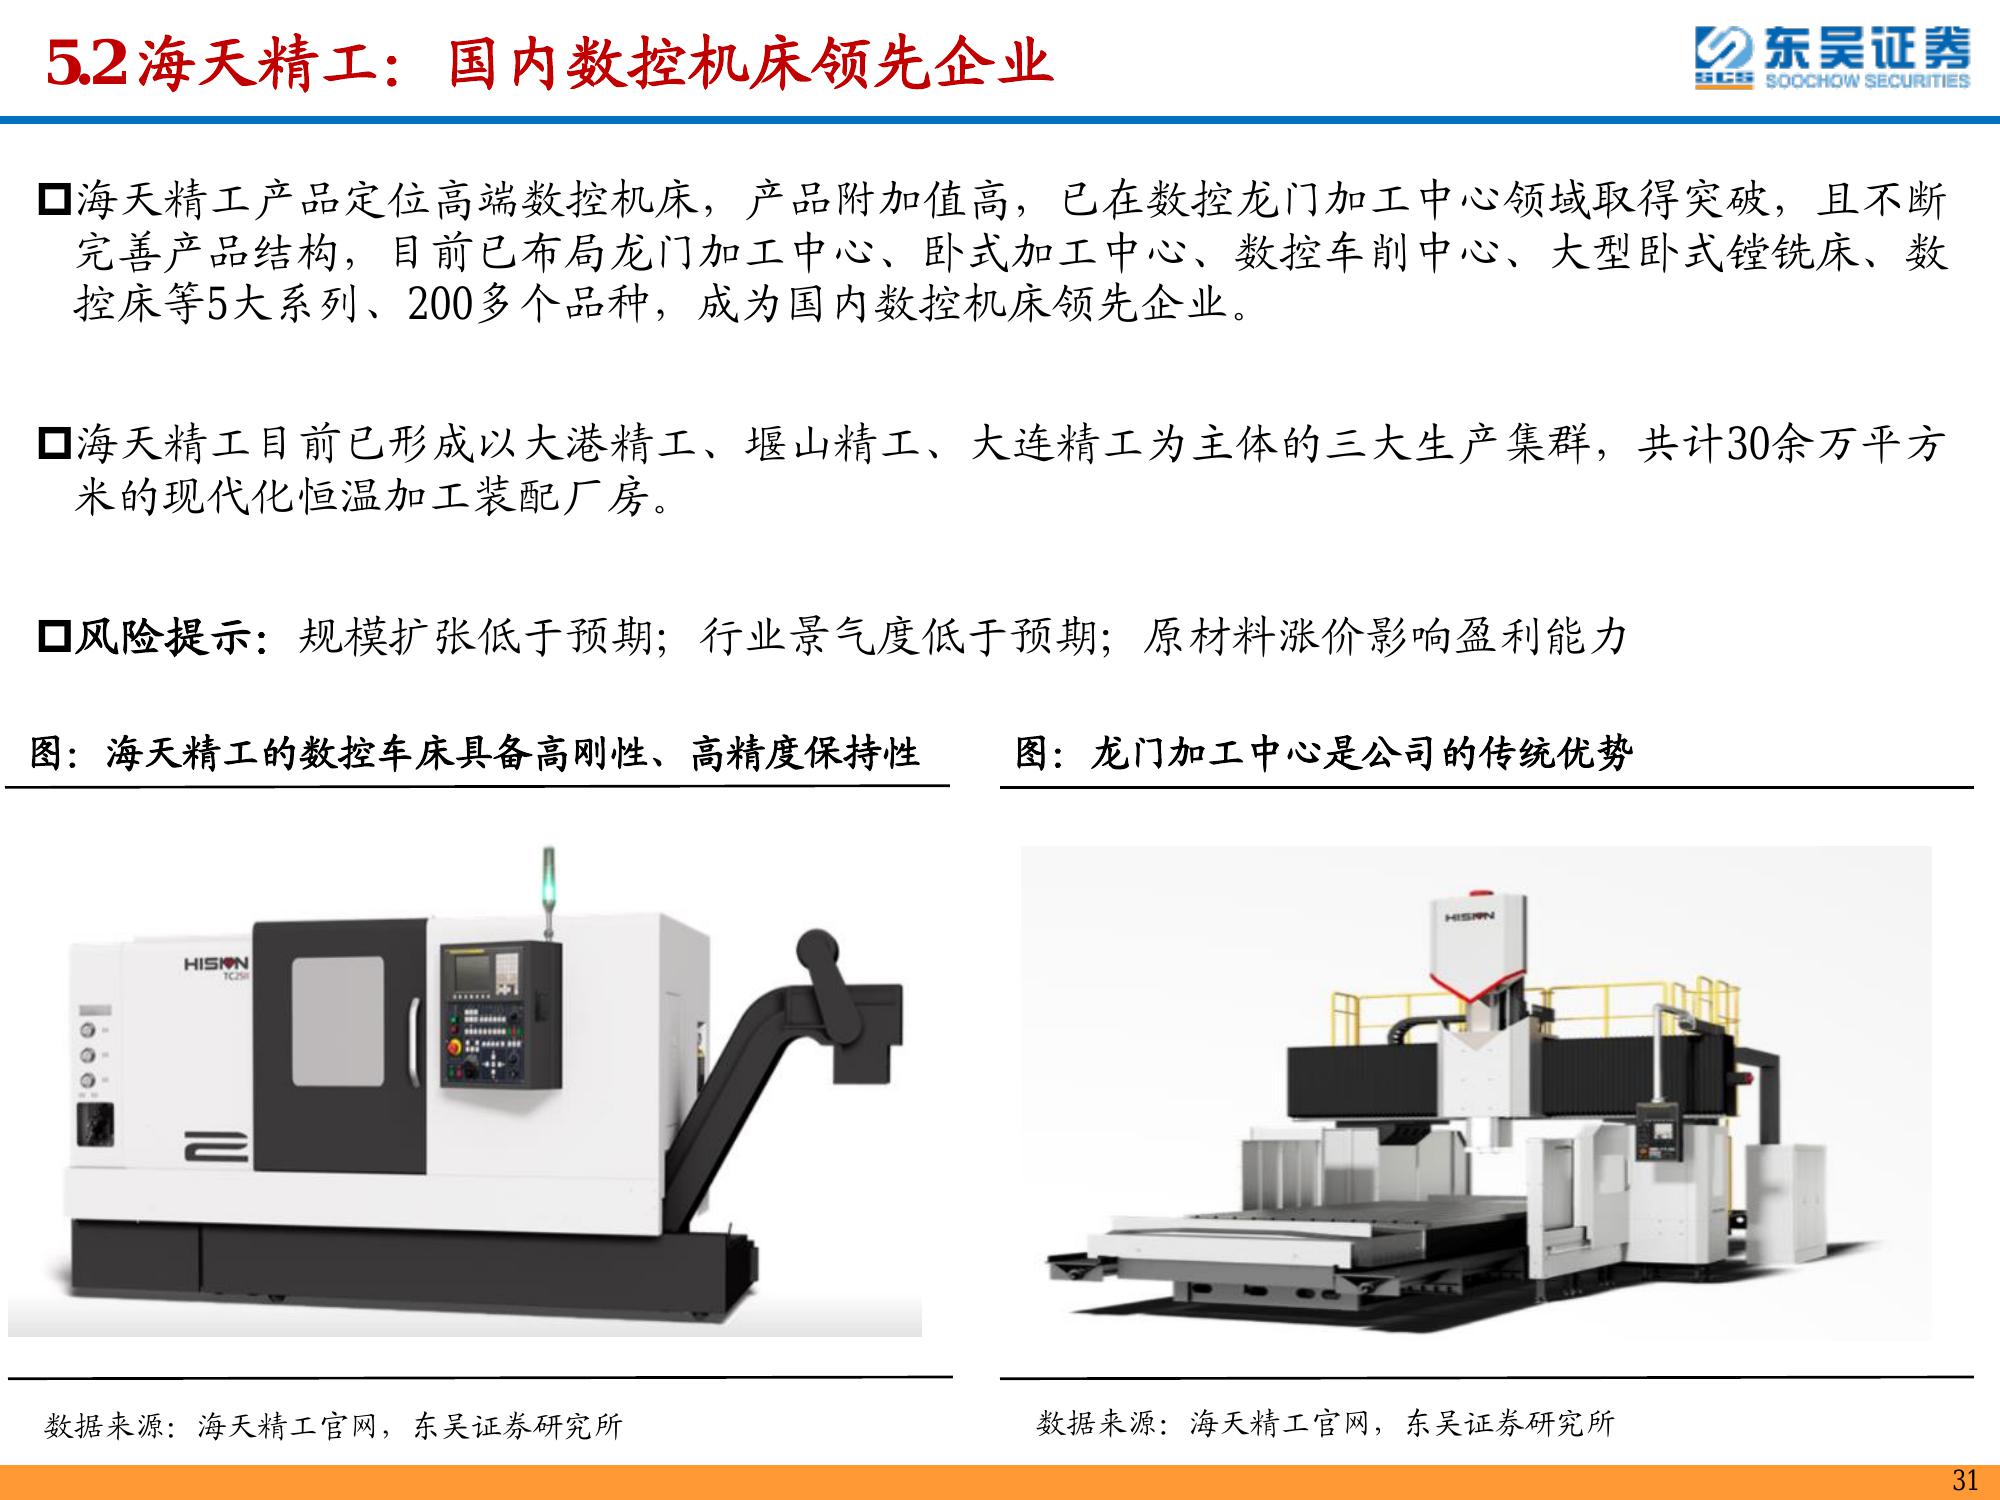 5.2海天精工：国内数控机床领先企业
东吴证券
SCS SOOCHOW SECURITIES
海天精工产品定位高端数控机床，产品附加值高，已在数控龙门加工中心领域取得突破，且不断
完善产品结构，目前已布局龙门加工中心、卧式加工中心、数控车削中心、大型卧式镗铣床、数
控床等5大系列、200多个品种，成为国内数控机床领先企业。
海天精工目前已形成以大港精工、堰山精工、大连精工为主体的三大生产集群，共计30余万平方
米的现代化恒温加工装配厂房。
风险提示：规模扩张低于预期；行业景气度低于预期；原材料涨价影响盈利能力
图：海天精工的数控车床具备高刚性、高精度保持性
图：龙门加工中心是公司的传统优势
HISION
TC25II
HISION
数据来源：海天精工官网，东吴证券研究所
数据来源：海天精工官网，东吴证券研究所
31